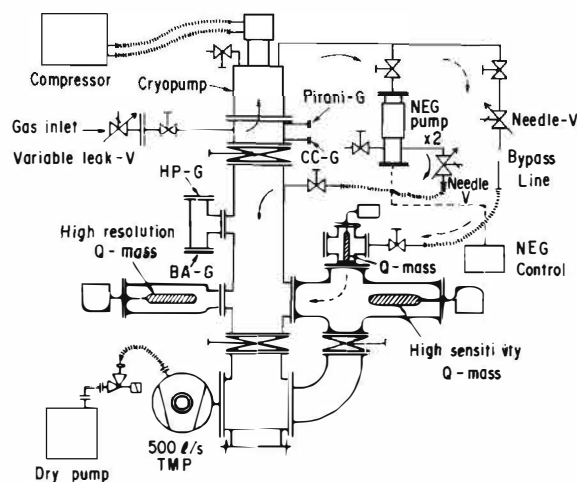 Compressor
Cryopump
Pirani-G
Gas inlet
NEG
pump
x2
Needle-V
Variable leak-V
CC-G
Bypass
Line
HP-G
Needle
V
High resolution
Q-mass
BA-G
Q-mass
NEG
Control
High sensitivity
Q-mass
500 ℓ/s
TMP
Dry pump